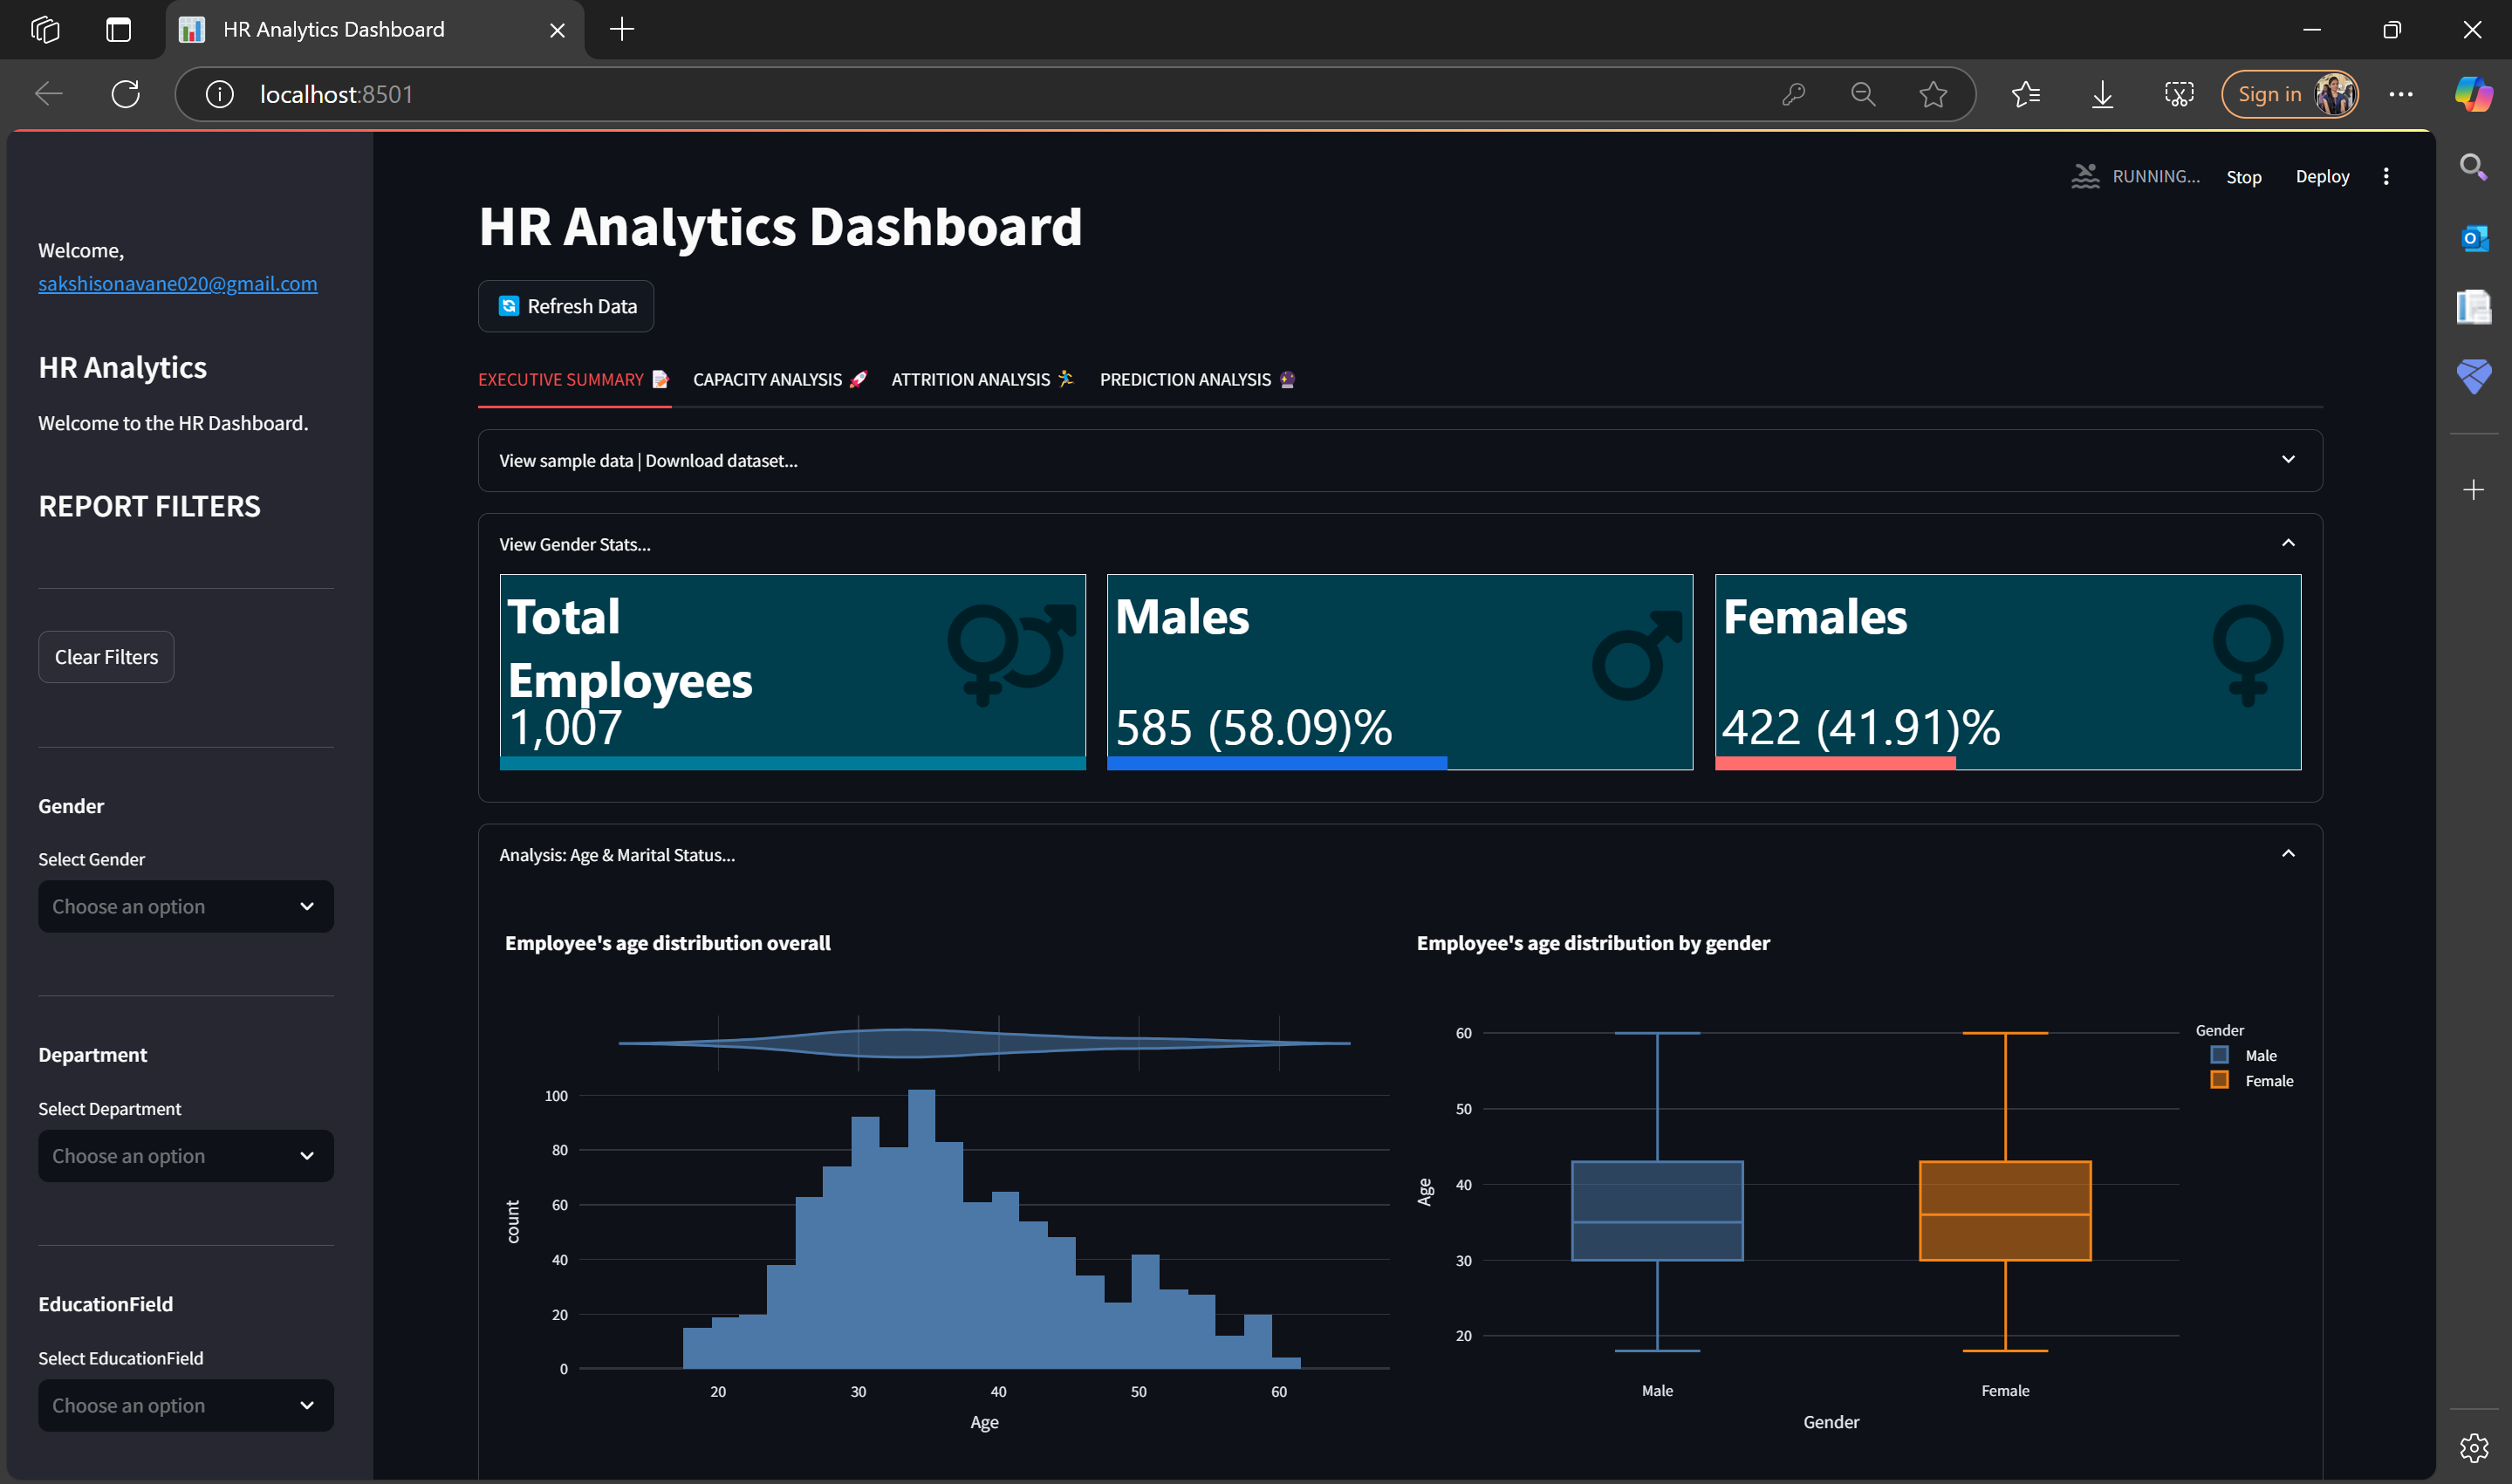 HR Analytics Dashboard
localhost:8501
Sign in
RUNNING...
Stop
Deploy
Welcome,
sakshisonavane020@gmail.com
HR Analytics
Welcome to the HR Dashboard.
REPORT FILTERS
Clear Filters
Gender
Select Gender
Choose an option
Department
Select Department
Choose an option
EducationField
Select EducationField
Choose an option
HR Analytics Dashboard
Refresh Data
EXECUTIVE SUMMARY
CAPACITY ANALYSIS
ATTRITION ANALYSIS
PREDICTION ANALYSIS
View sample data | Download dataset...
View Gender Stats...
Total
Employees
1,007
Males
585 (58.09)%
Females
422 (41.91)%
Analysis: Age & Marital Status...
Employee's age distribution overall
100
80
60
40
20
0
count
20
30
40
50
60
Age
Employee's age distribution by gender
60
50
40
30
20
Age
Male
Female
Gender
Gender
Male
Female